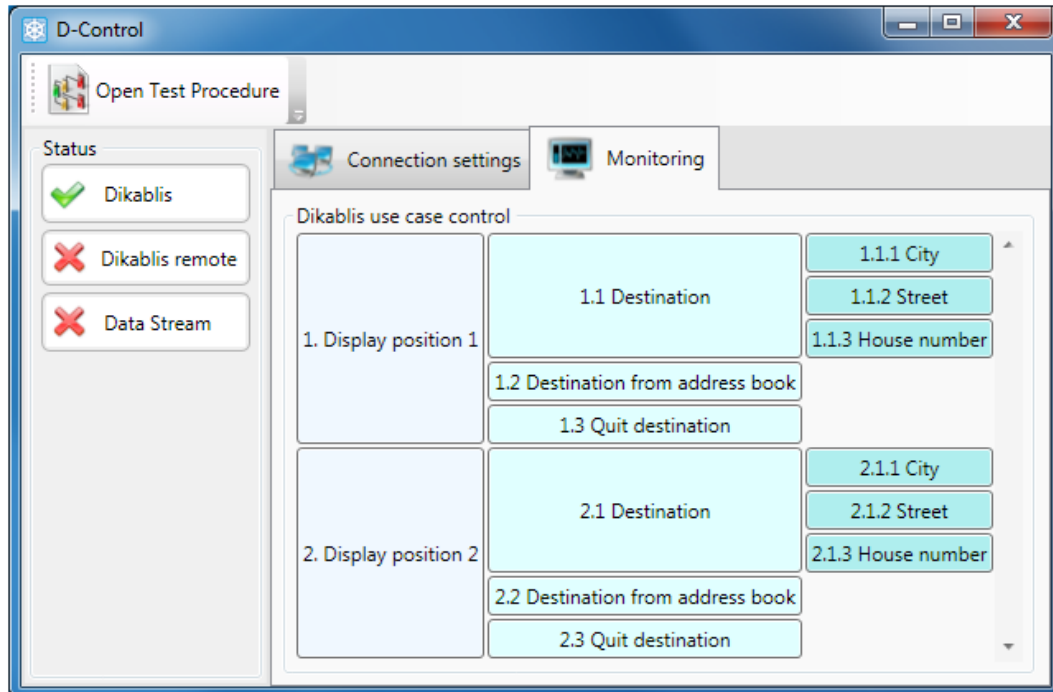 D-Control
Open Test Procedure
Status
Dikablis
Dikablis remote
Data Stream
Connection settings
Monitoring
Dikablis use case control
1. Display position 1
1.1 Destination
1.1.1 City
1.1.2 Street
1.1.3 House number
1.2 Destination from address book
1.3 Quit destination
2. Display position 2
2.1 Destination
2.1.1 City
2.1.2 Street
2.1.3 House number
2.2 Destination from address book
2.3 Quit destination